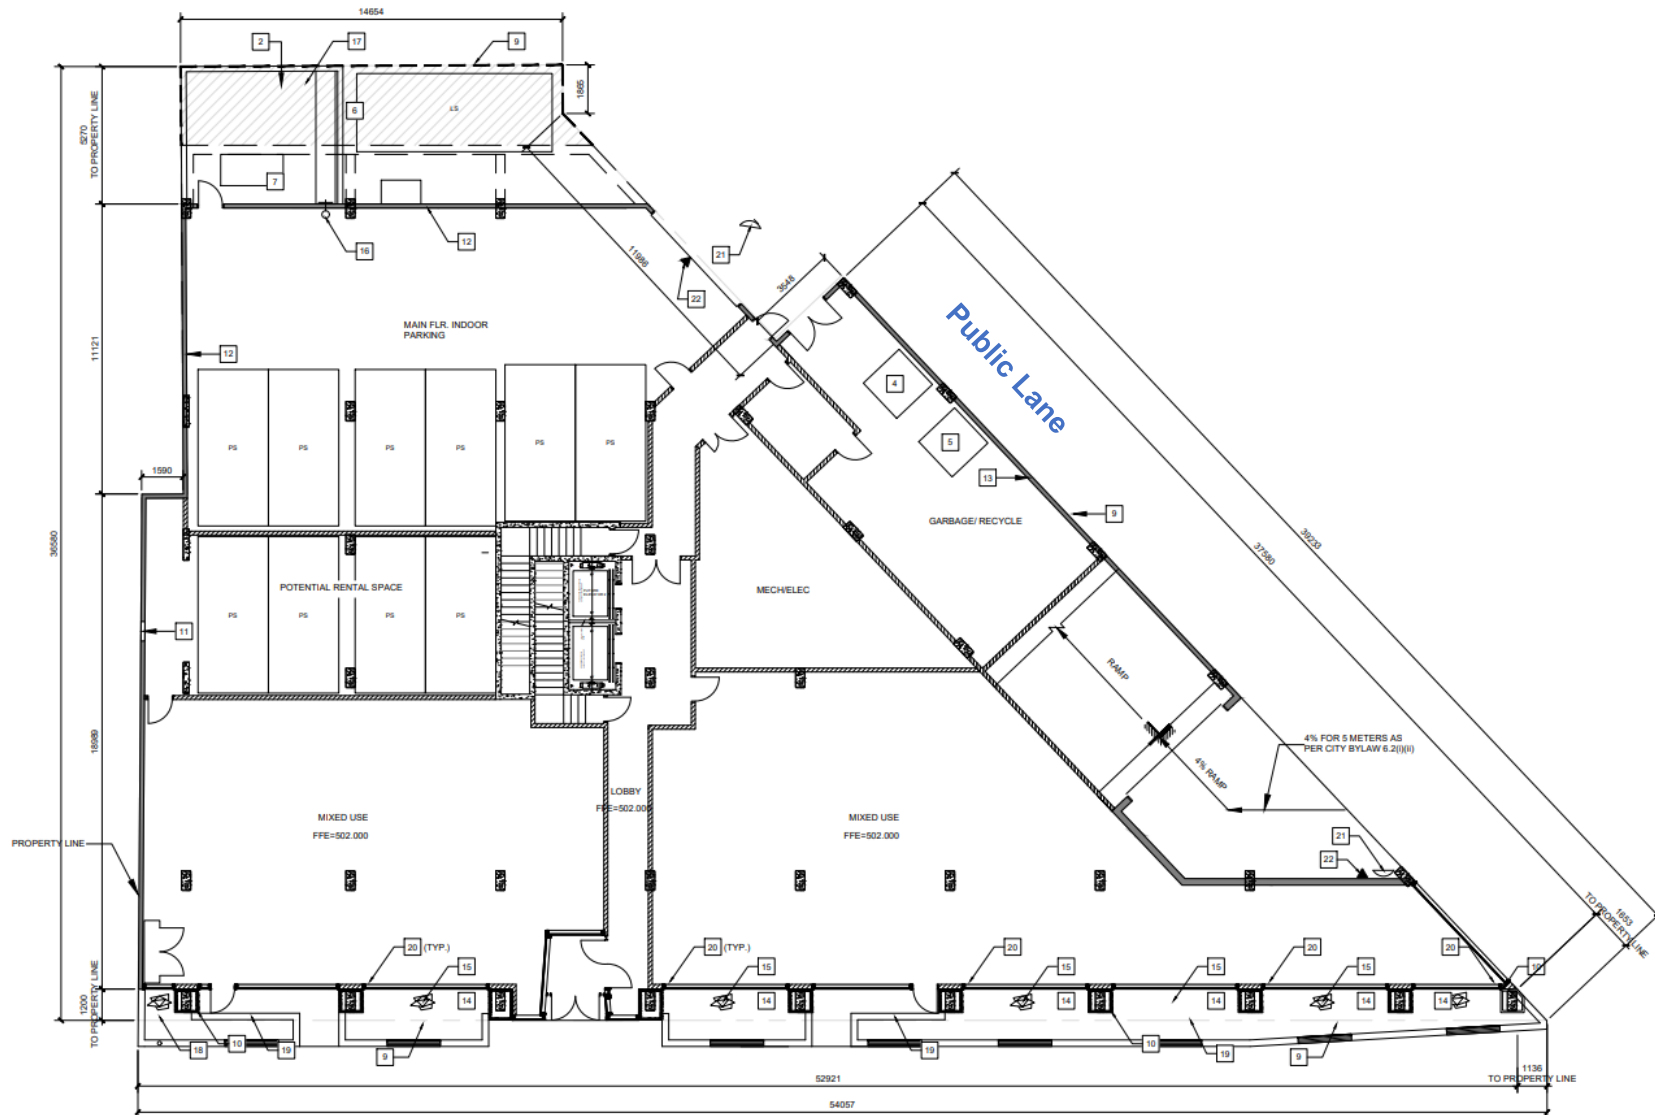 14654
2
17
9
1865
5270
TO PROPERTY LINE
6
LS
7
16
12
21
22
11986
3548
Public Lane
MAIN FLR. INDOOR
PARKING
11121
12
36580
4
5
13
9
39233
37580
PS
PS
PS
PS
PS
PS
1590
GARBAGE/ RECYCLE
POTENTIAL RENTAL SPACE
MECH/ELEC
PS
PS
PS
PS
11
RAMP
18989
4% FOR 5 METERS AS
PER CITY BYLAW 6.2(i)(ii)
4% RAMP
LOBBY
FFE=502.000
MIXED USE
FFE=502.000
MIXED USE
FFE=502.000
PROPERTY LINE
21
22
TO PROPERTY LINE
1653
20 (TYP.)
20 (TYP.)
20
20
20
15
15
15
15
15
10
14
14
14
14
14
14
1200
TO PROPERTY LINE
18
10
19
9
19
10
19
9
52921
1136
TO PROPERTY LINE
54057